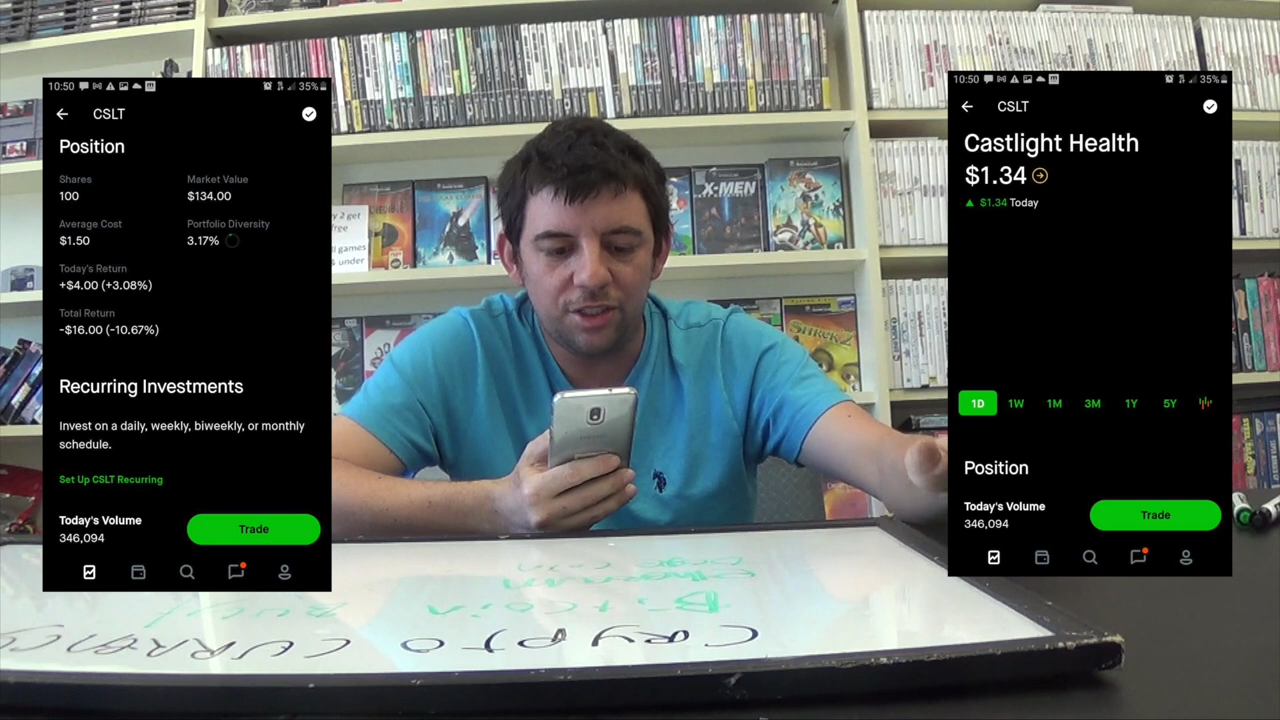 10:50
35%
CSLT
Position
Shares
Market Value
100
$134.00
Average Cost
Portfolio Diversity
$1.50
3.17%
Today's Return
+$4.00 (+3.08%)
Total Return
-$16.00 (-10.67%)
Recurring Investments
Invest on a daily, weekly, biweekly, or monthly
schedule.
Set Up CSLT Recurring
Today's Volume
346,094
Trade
10:50
35%
CSLT
Castlight Health
$1.34
$1.34 Today
1D 1W 1M 3M 1Y 5Y
Position
Today's Volume
346,094
Trade
X-MEN
SHREK 2
CRYPTO CURRENCY
BitCoin